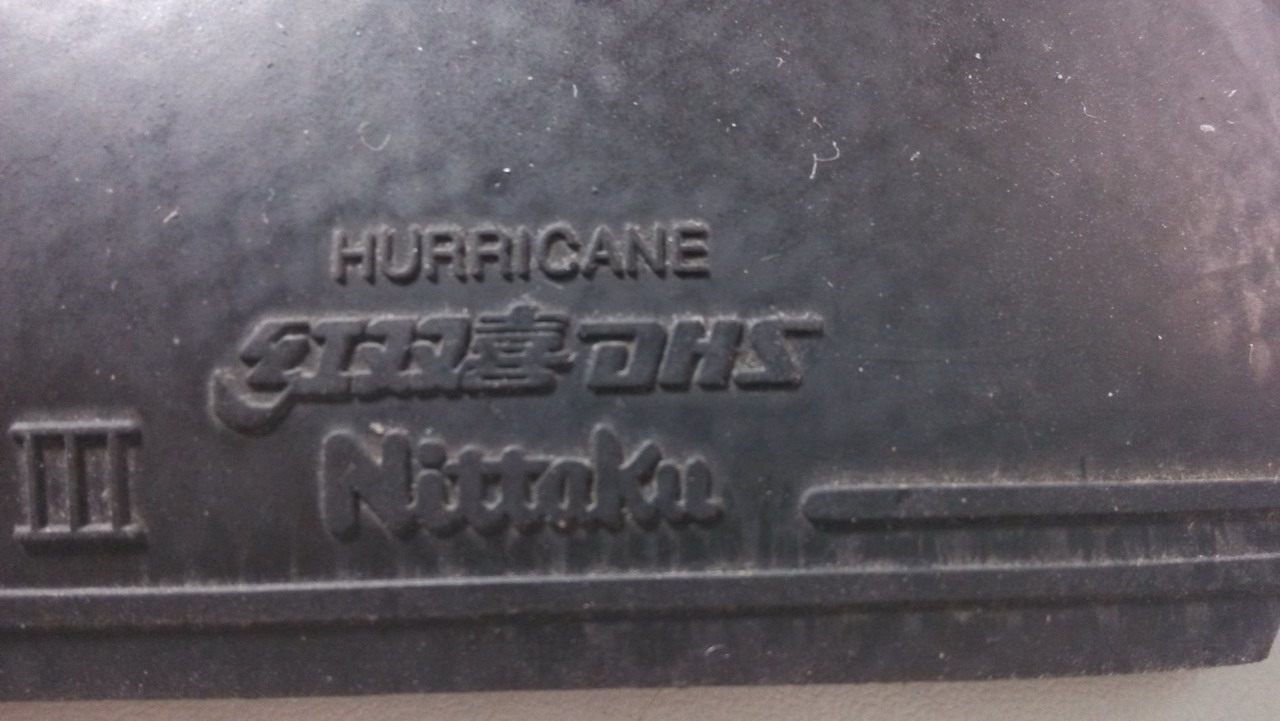 HURRICANE
红双喜 DHS
III
Nittaku